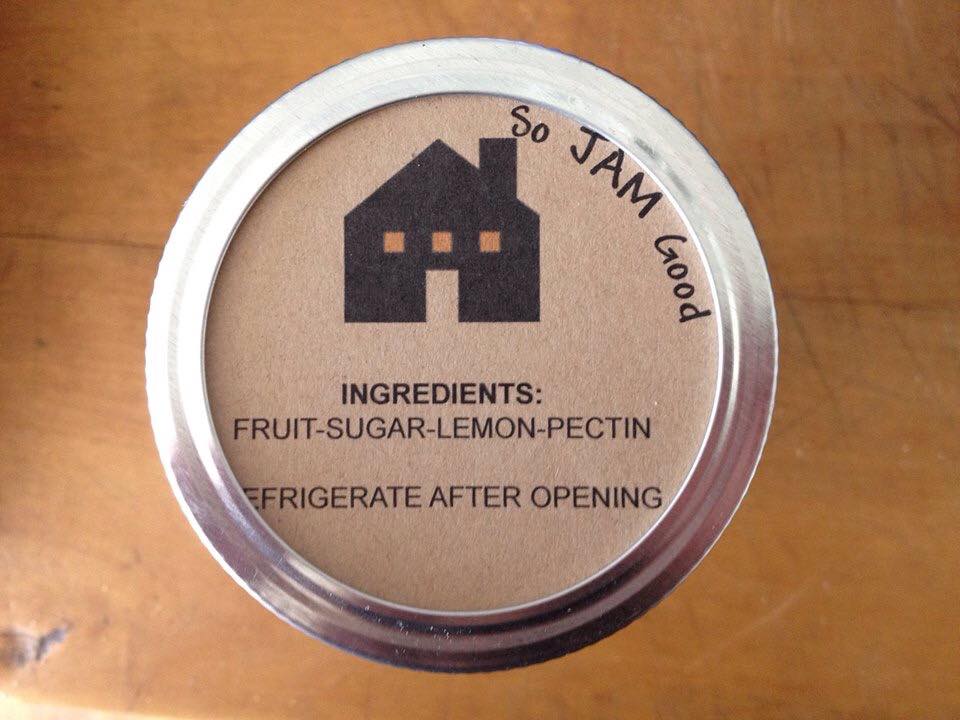 So JAM Good
INGREDIENTS:
FRUIT-SUGAR-LEMON-PECTIN
EFRIGERATE AFTER OPENING